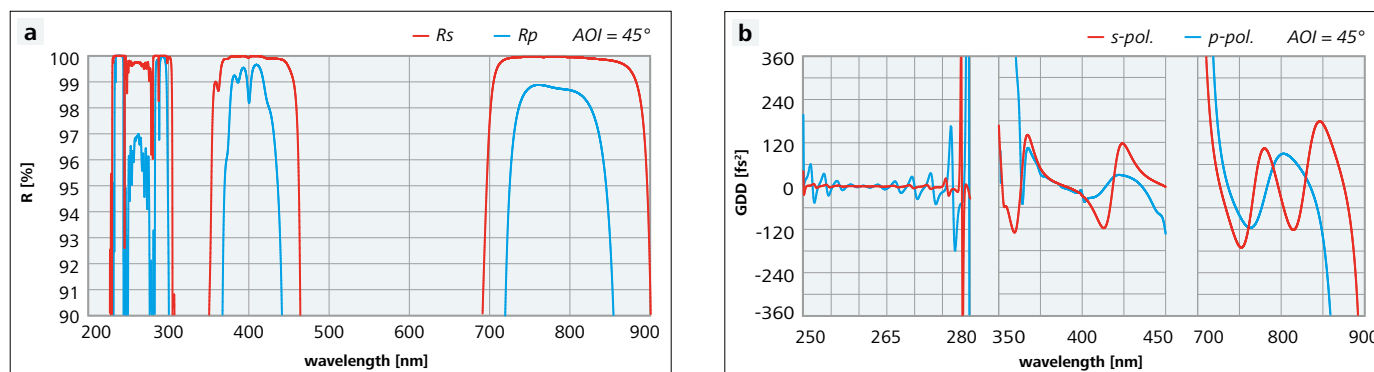 a
Rs
Rp
AOI = 45°
100
99
98
97
96
95
94
93
92
91
90
R [%]
200 300 400 500 600 700 800 900
wavelength [nm]
b
s-pol.
p-pol.
AOI = 45°
360
240
120
0
-120
-240
-360
GDD [fs²]
250 265 280 350 400 450 700 800 900
wavelength [nm]